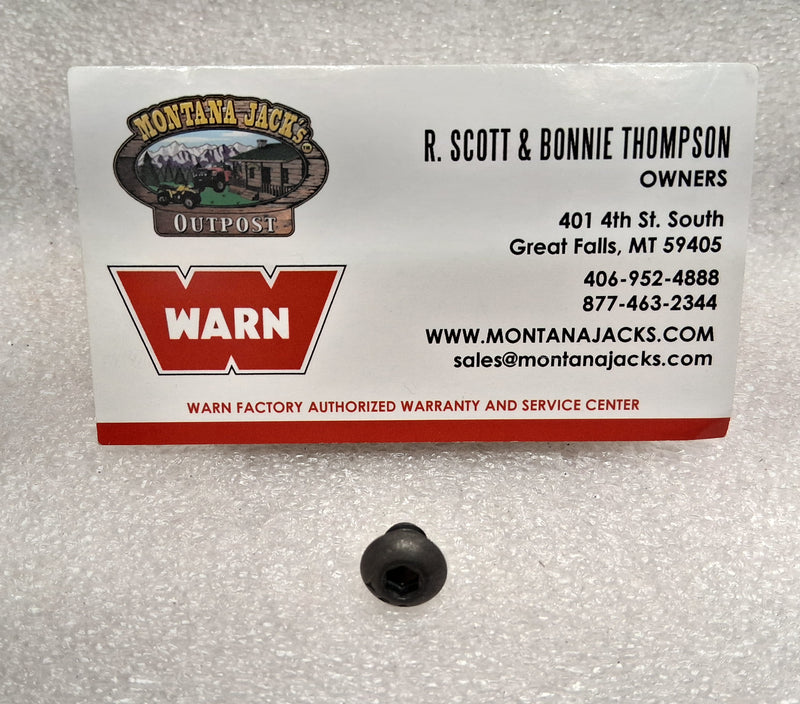 MONTANA JACK's
OUTPOST
WARN
R. SCOTT & BONNIE THOMPSON
OWNERS
401 4th St. South
Great Falls, MT 59405
406-952-4888
877-463-2344
WWW.MONTANAJACKS.COM
sales@montanajacks.com
WARN FACTORY AUTHORIZED WARRANTY AND SERVICE CENTER